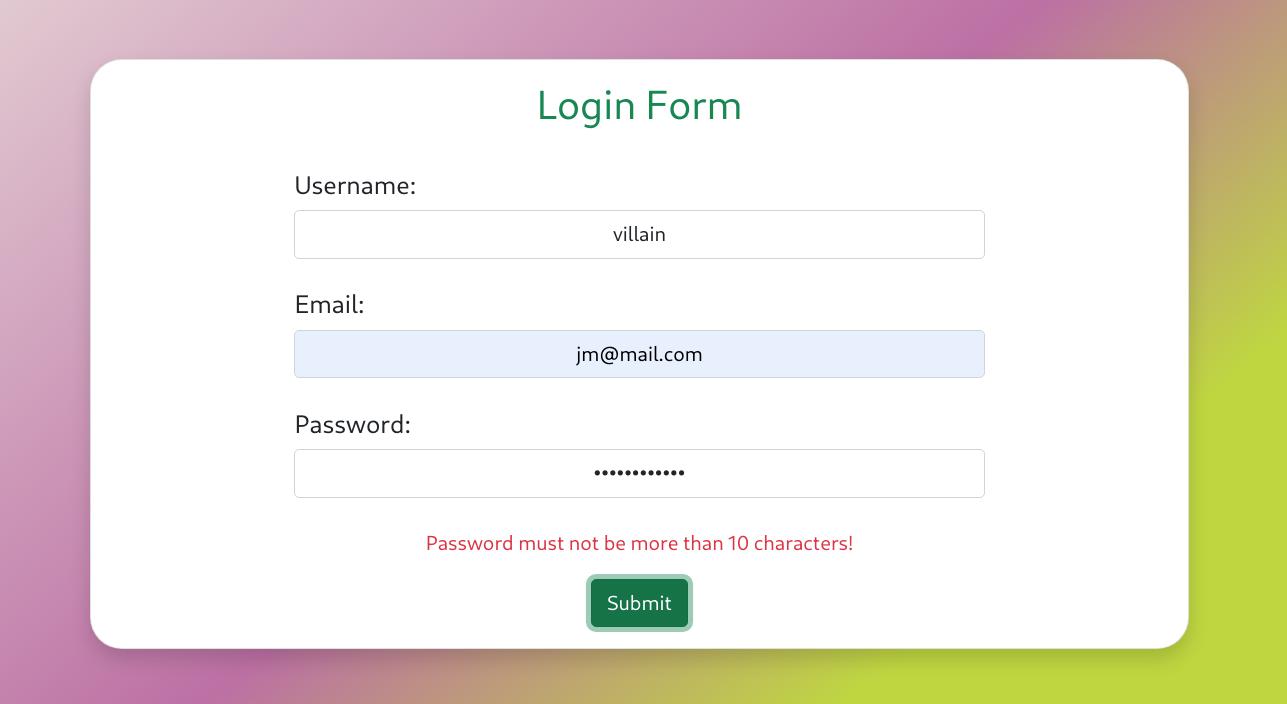 Login Form
Username:
villain
Email:
jm@mail.com
Password:
••••••••••••
Password must not be more than 10 characters!
Submit